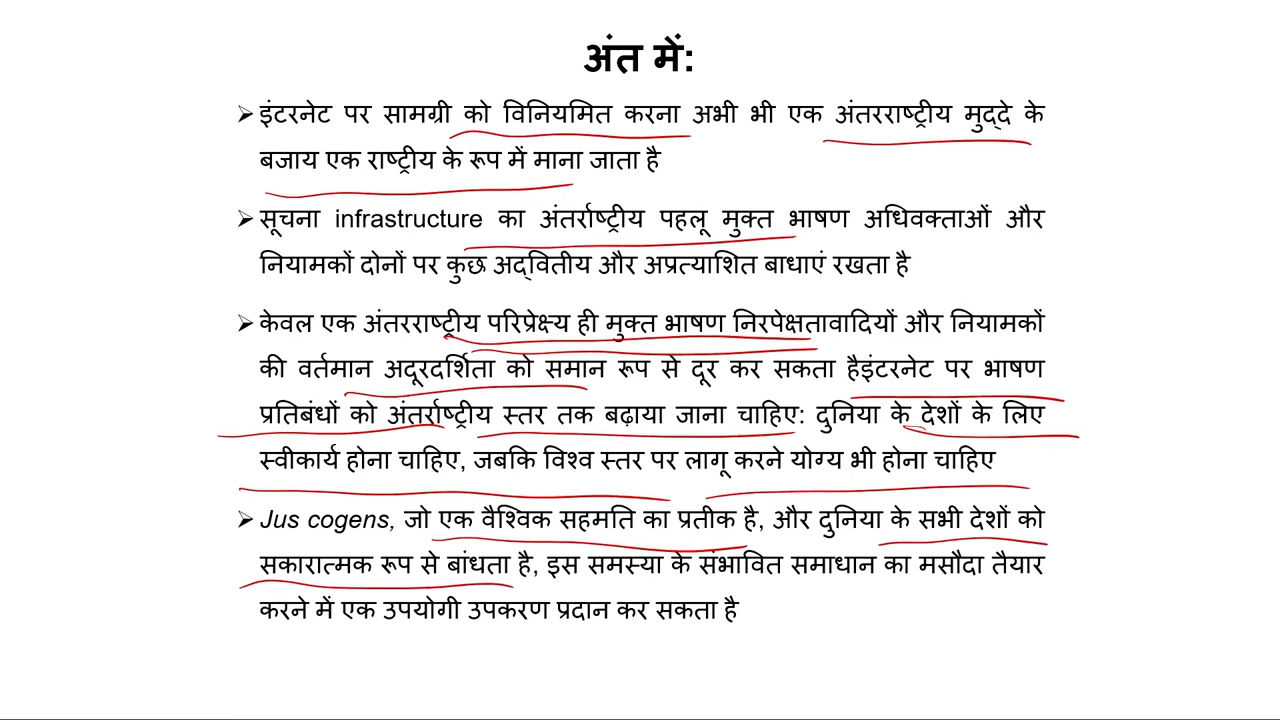 अंत में:
➢ इंटरनेट पर सामग्री को विनियमित करना अभी भी एक अंतरराष्ट्रीय मुद्दे के
बजाय एक राष्ट्रीय के रूप में माना जाता है
➢ सूचना infrastructure का अंतर्राष्ट्रीय पहलू मुक्त भाषण अधिवक्ताओं और
नियामकों दोनों पर कुछ अद्वितीय और अप्रत्याशित बाधाएं रखता है
➢ केवल एक अंतरराष्ट्रीय परिप्रेक्ष्य ही मुक्त भाषण निरपेक्षतावादियों और नियामकों
की वर्तमान अदूरदर्शिता को समान रूप से दूर कर सकता हैइंटरनेट पर भाषण
प्रतिबंधों को अंतर्राष्ट्रीय स्तर तक बढ़ाया जाना चाहिए: दुनिया के देशों के लिए
स्वीकार्य होना चाहिए, जबकि विश्व स्तर पर लागू करने योग्य भी होना चाहिए
➢ Jus cogens, जो एक वैश्विक सहमति का प्रतीक है, और दुनिया के सभी देशों को
सकारात्मक रूप से बांधता है, इस समस्या के संभावित समाधान का मसौदा तैयार
करने में एक उपयोगी उपकरण प्रदान कर सकता है